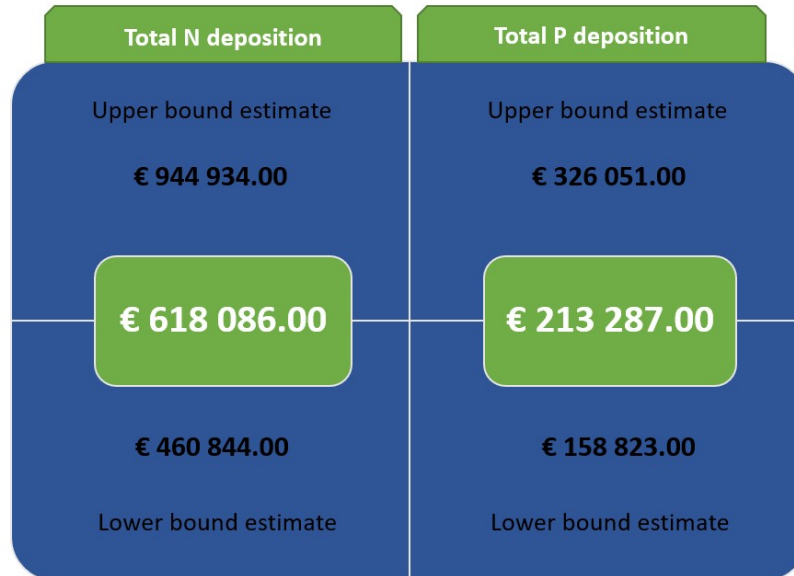 Total N deposition
Total P deposition
Upper bound estimate
Upper bound estimate
€ 944 934.00
€ 326 051.00
€ 618 086.00
€ 213 287.00
€ 460 844.00
€ 158 823.00
Lower bound estimate
Lower bound estimate